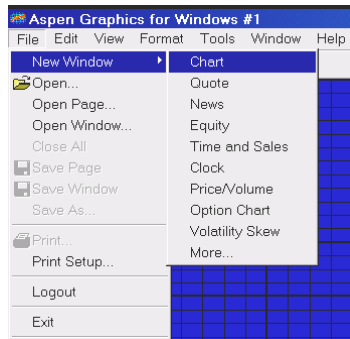 Aspen Graphics for Windows #1
File Edit View Format Tools Window Help
New Window
Open...
Open Page...
Open Window...
Close All
Save Page
Save Window
Save As...
Print...
Print Setup...
Logout
Exit
Chart
Quote
News
Equity
Time and Sales
Clock
Price/Volume
Option Chart
Volatility Skew
More...